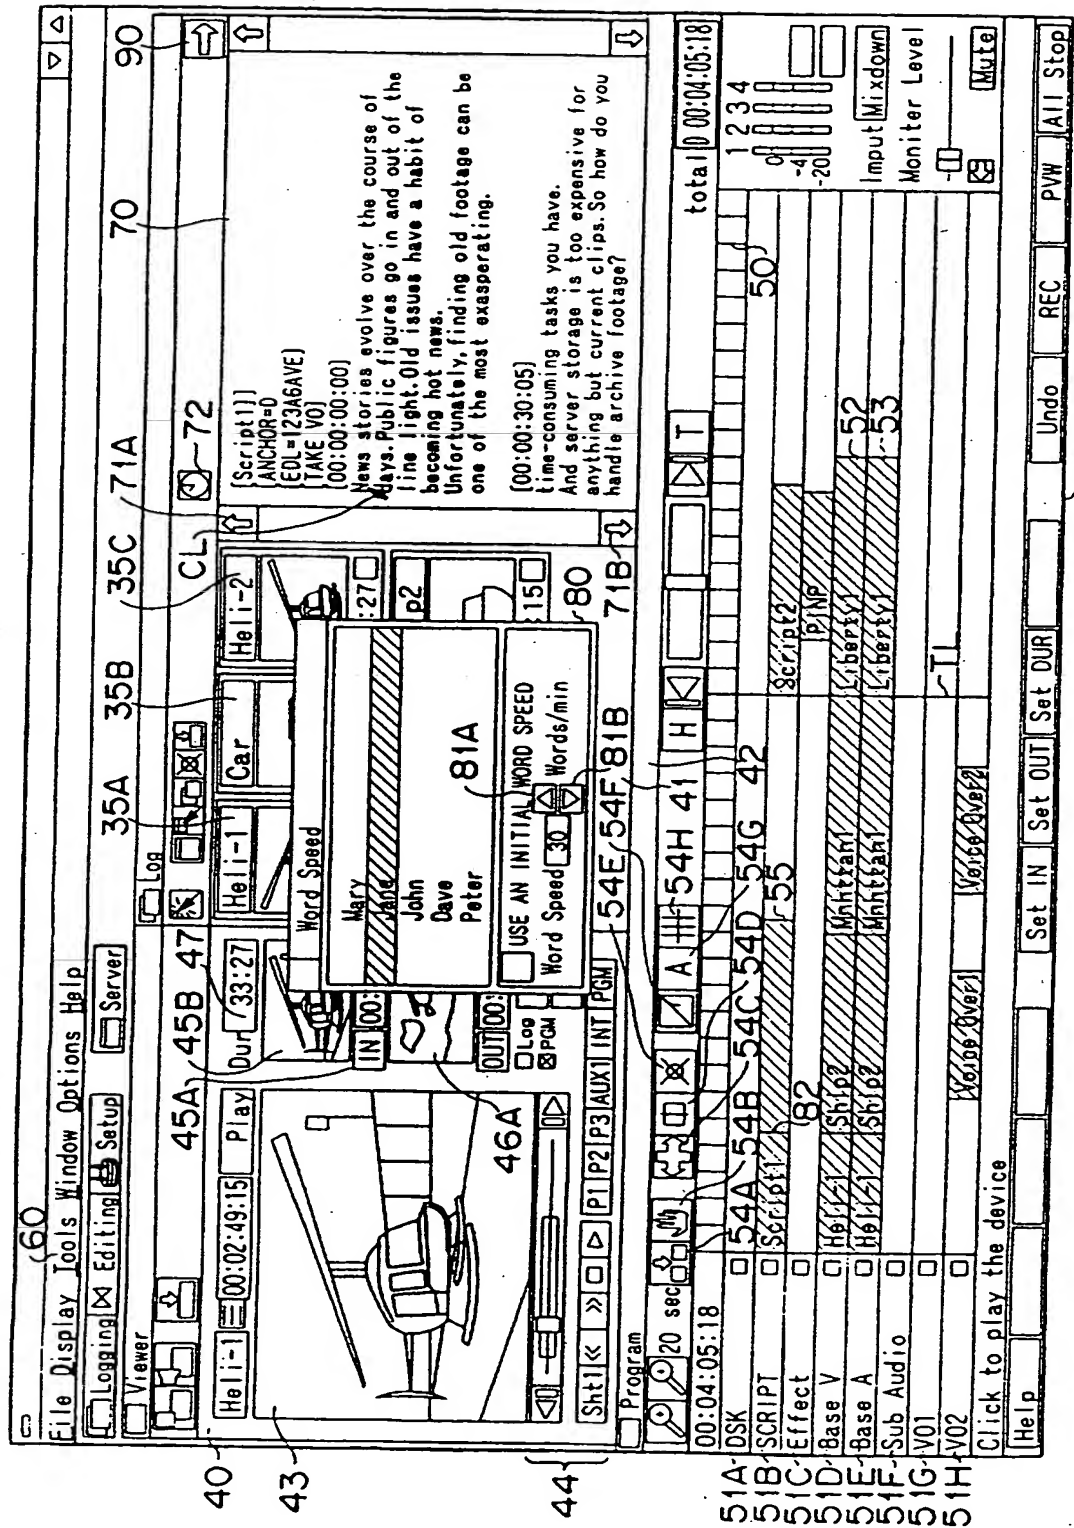 60
File Display Tools Window Options Help
Logging Editing Setup Server
40
Viewer
Log
45A 45B 47
35A 35B 35C 71A
70
90
CL
72
Heli-1 00:02:49:15 Play
Dur 33:27
43
IN 00:
OUT 00:
Log
PGM
46A
44
Sht1 << >> P1 P2 P3 AUX1 INT PGM
Heli-1 Car Heli-2
:27
p2
:15
Word Speed
Mary
Jane
John
Dave
Peter
USE AN INITIAL WORD SPEED
Word Speed 30 Words/min
81A
81B
80
71B
[Script1]]
[ANCHOR=D
[EDL=123A6AVE]
[TAKE VO]
[00:00:00:00]
News stories evolve over the course of
days.Public figures go in and out of the
line light.Old issues have a habit of
becoming hot news.
Unfortunately,finding old footage can be
one of the most exasperating.
[00:00:30:05]
time-consuming tasks you have.
And server storage is too expensive for
anything but current clips.So how do you
handle archive footage?
Program
20 sec
A
H
T
54A 54B 54C 54D 54E 54F 54G 54H 41 42
total 0 00:04:05:18
00:04:05:18
50
51A DSK
51B SCRIPT Script1 55 Script2
51C Effect 82 PINP
51D Base V Heli-1 Ship2 Mnhttan1 Liberty1 52
51E Base A Heli-1 Ship2 Mnhttan1 Liberty1 53
51F Sub Audio
51G V01 TL
51H V02 Voice Over1 Voice Over2
1 2 3 4
0
-4
-20
Imput Mixdown
Moniter Level
Mute
Click to play the device
Help Set IN Set OUT Set DUR Undo REC PVW All Stop